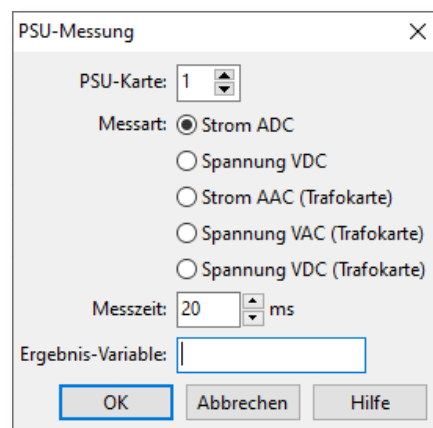 PSU-Messung
PSU-Karte: 1
Messart: Strom ADC
Spannung VDC
Strom AAC (Trafokarte)
Spannung VAC (Trafokarte)
Spannung VDC (Trafokarte)
Messzeit: 20 ms
Ergebnis-Variable:
OK Abbrechen Hilfe